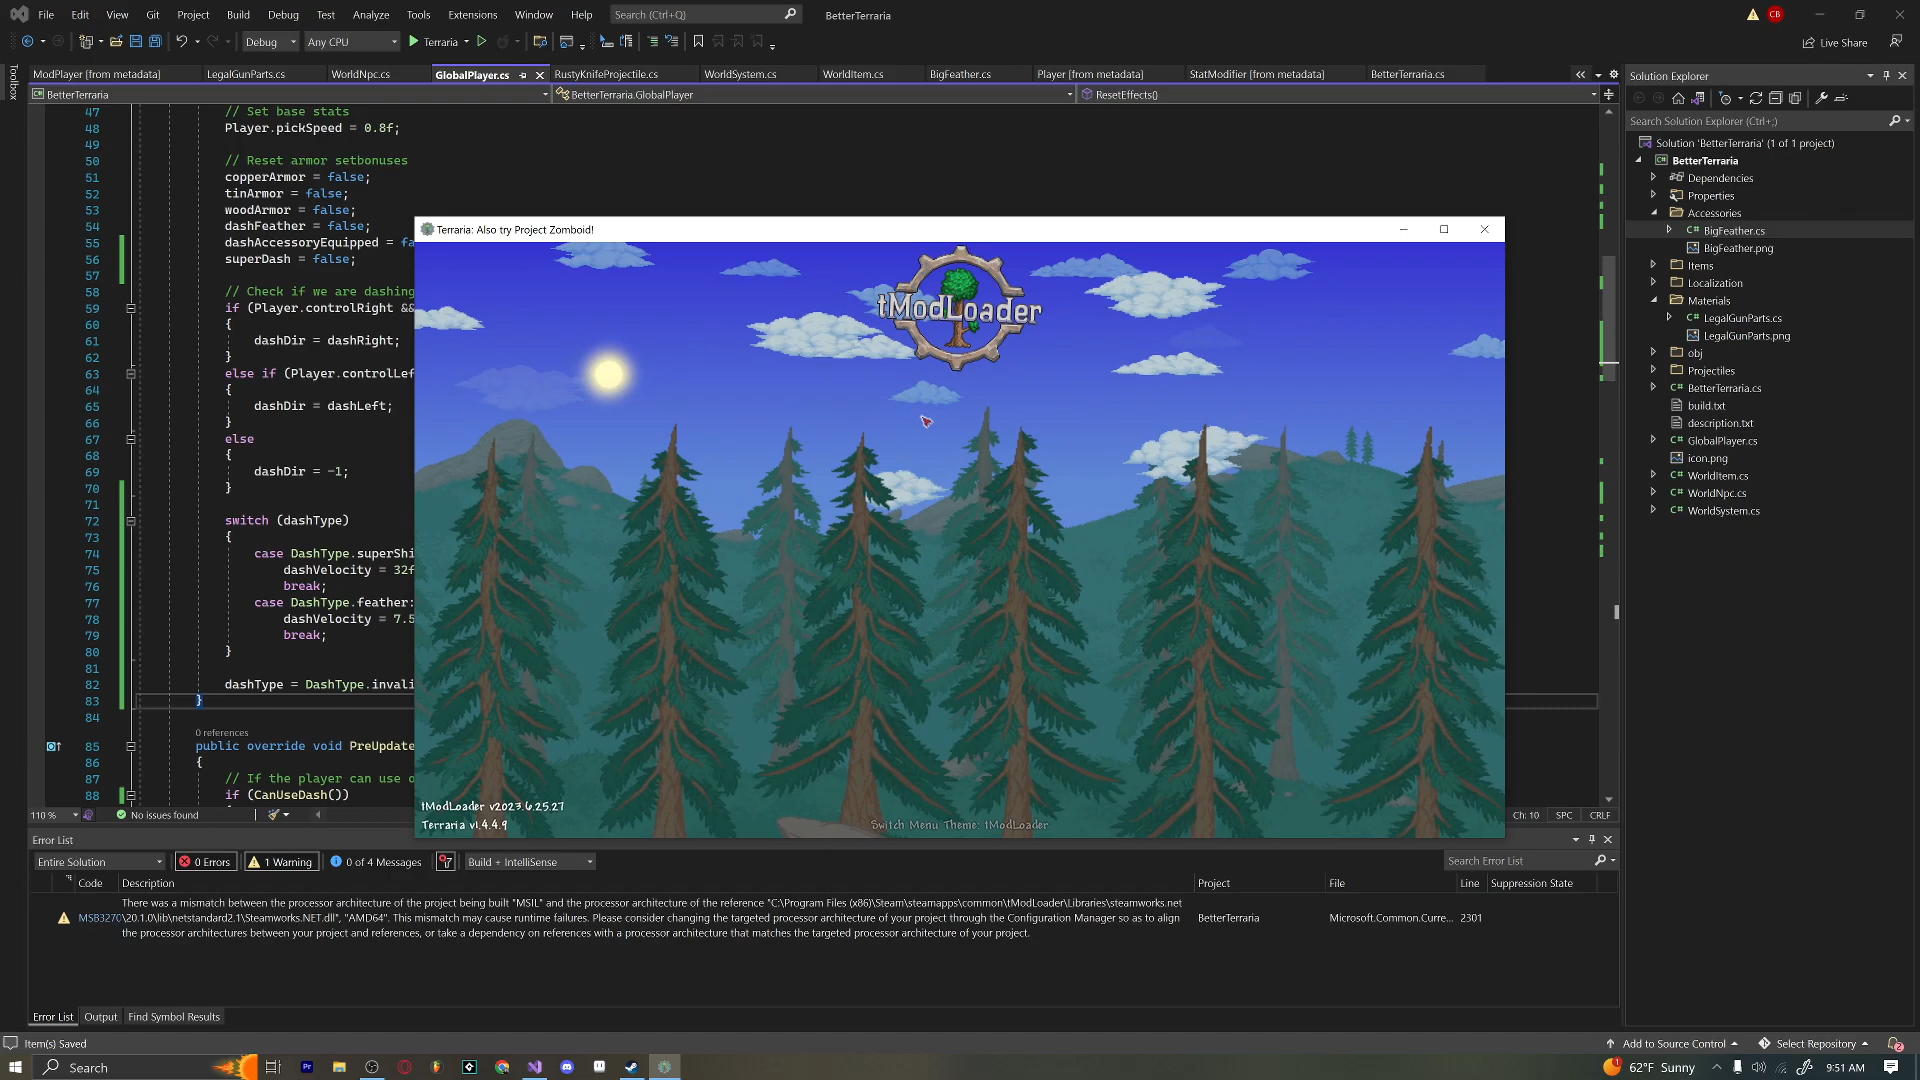 File Edit View Git Project Build Debug Test Analyze Tools Extensions Window Help Search (Ctrl+Q) BetterTerraria CB
Debug Any CPU Terraria Live Share
Toolbox
ModPlayer [from metadata] LegalGunParts.cs WorldNpc.cs GlobalPlayer.cs RustyKnifeProjectile.cs WorldSystem.cs WorldItem.cs BigFeather.cs Player [from metadata] StatModifier [from metadata] BetterTerraria.cs
BetterTerraria BetterTerraria.GlobalPlayer ResetEffects()
47 // Set base stats
48 Player.pickSpeed = 0.8f;
49
50 // Reset armor setbonuses
51 copperArmor = false;
52 tinArmor = false;
53 woodArmor = false;
54 dashFeather = false;
55 dashAccessoryEquipped = fa
56 superDash = false;
57
58 // Check if we are dashing
59 if (Player.controlRight &&
60 {
61 dashDir = dashRight;
62 }
63 else if (Player.controlLef
64 {
65 dashDir = dashLeft;
66 }
67 else
68 {
69 dashDir = -1;
70 }
71
72 switch (dashType)
73 {
74 case DashType.superShi
75 dashVelocity = 32f
76 break;
77 case DashType.feather:
78 dashVelocity = 7.5
79 break;
80 }
81
82 dashType = DashType.invali
83 }
84
0 references
85 public override void PreUpdate
86 {
87 // If the player can use o
88 if (CanUseDash())
110 % No issues found Ch: 10 SPC CRLF
Terraria: Also try Project Zomboid!
tModLoader
tModLoader v2023.6.25.27
Terraria v1.4.4.9
Switch Menu Theme: tModLoader
Solution Explorer
Search Solution Explorer (Ctrl+;)
Solution 'BetterTerraria' (1 of 1 project)
BetterTerraria
Dependencies
Properties
Accessories
BigFeather.cs
BigFeather.png
Items
Localization
Materials
LegalGunParts.cs
LegalGunParts.png
obj
Projectiles
BetterTerraria.cs
build.txt
description.txt
GlobalPlayer.cs
icon.png
WorldItem.cs
WorldNpc.cs
WorldSystem.cs
Error List
Entire Solution 0 Errors 1 Warning 0 of 4 Messages Build + IntelliSense Search Error List
Code Description Project File Line Suppression State
There was a mismatch between the processor architecture of the project being built "MSIL" and the processor architecture of the reference "C:\Program Files (x86)\Steam\steamapps\common\tModLoader\Libraries\steamworks.net
MSB3270 \20.1.0\lib\netstandard2.1\Steamworks.NET.dll", "AMD64". This mismatch may cause runtime failures. Please consider changing the targeted processor architecture of your project through the Configuration Manager so as to align BetterTerraria Microsoft.Common.Curre... 2301
the processor architectures between your project and references, or take a dependency on references with a processor architecture that matches the targeted processor architecture of your project.
Error List Output Find Symbol Results
Item(s) Saved Add to Source Control Select Repository 2
Search Pr 62°F Sunny 9:51 AM